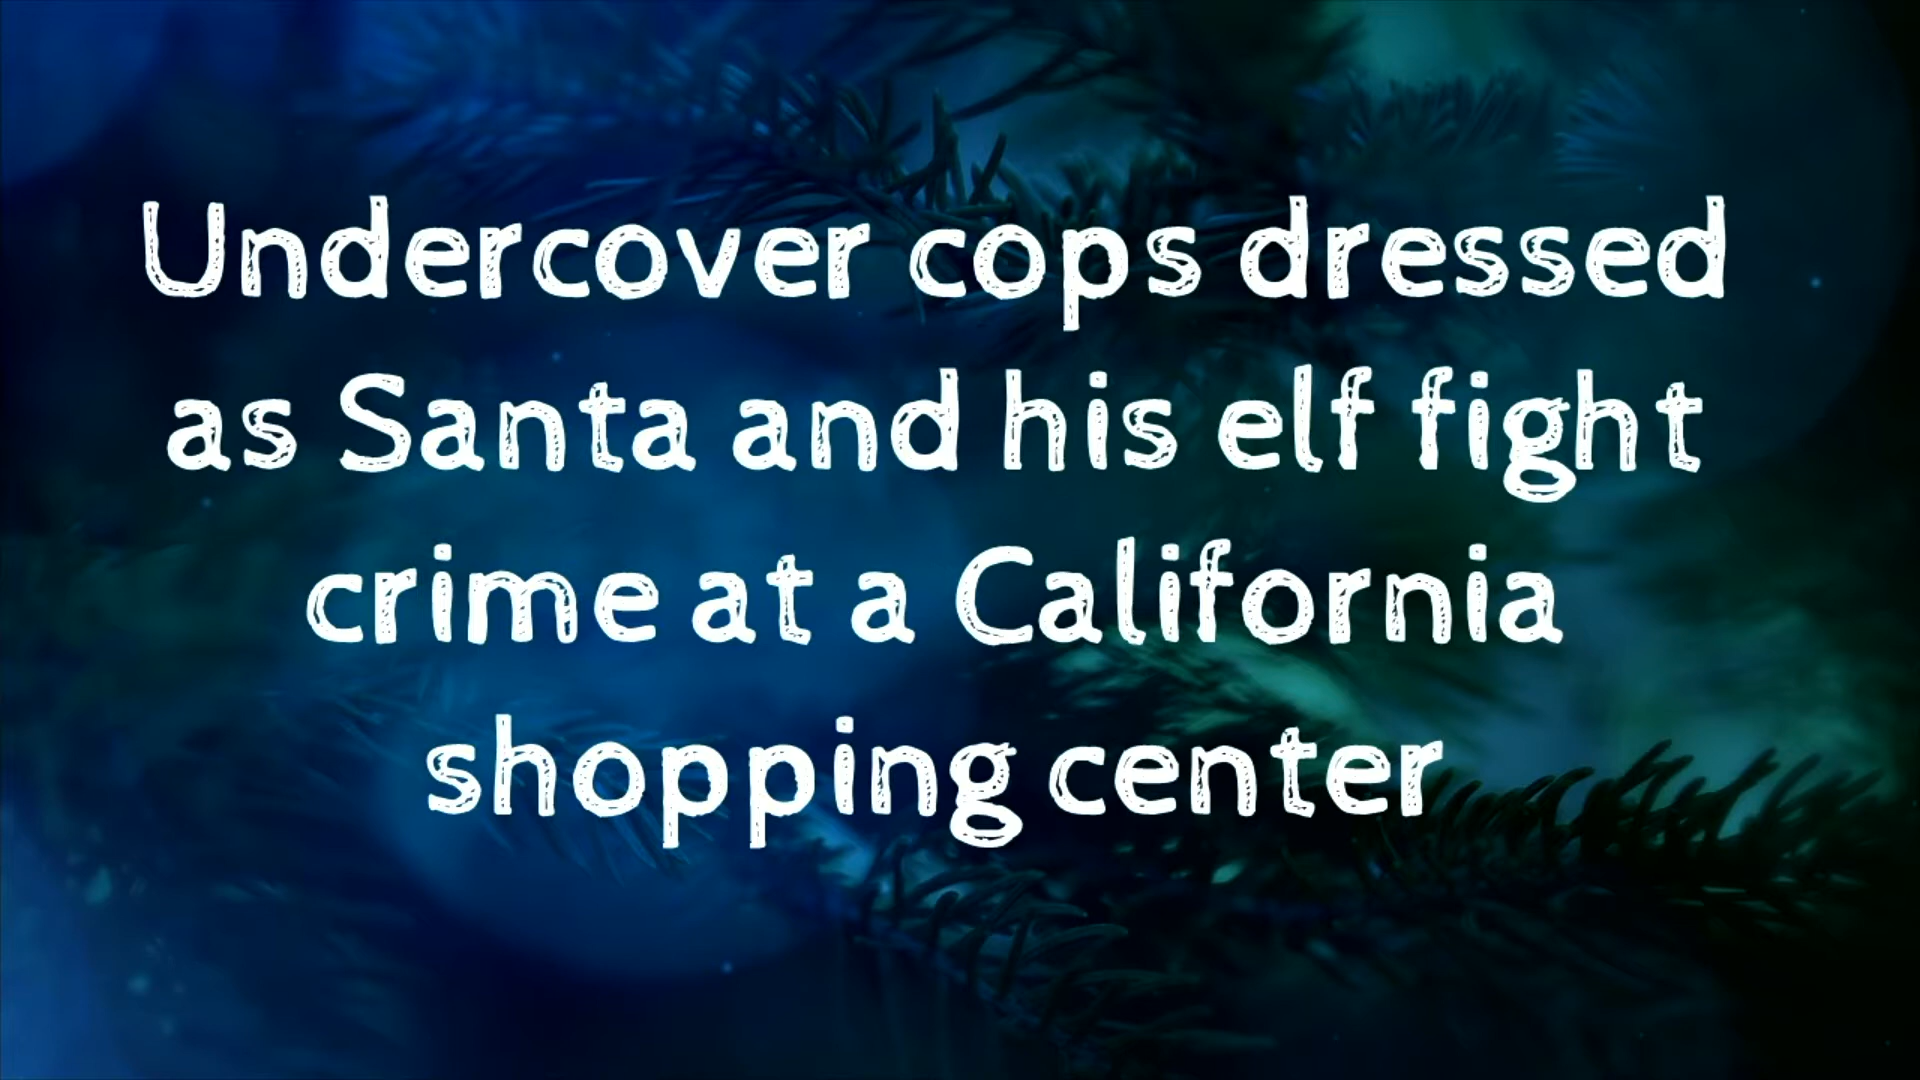 Undercover cops dressed
as Santa and his elf fight
crime at a California
shopping center